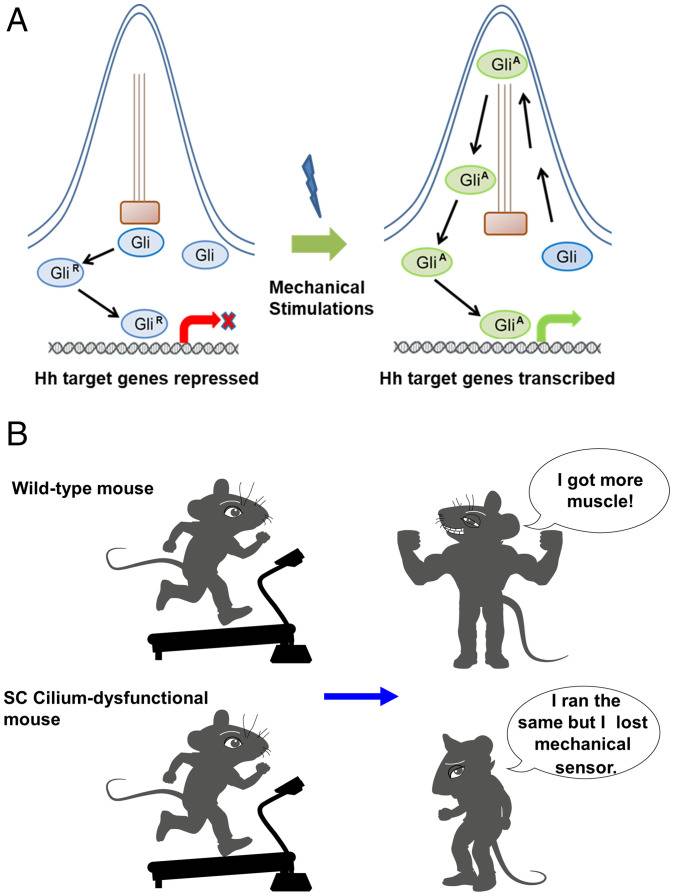 A
Gli
Gli
Gli R
Gli R
Hh target genes repressed
Mechanical
Stimulations
Gli A
Gli A
Gli A
Gli
Gli A
Hh target genes transcribed
B
Wild-type mouse
I got more
muscle!
SC Cilium-dysfunctional
mouse
I ran the
same but I lost
mechanical
sensor.